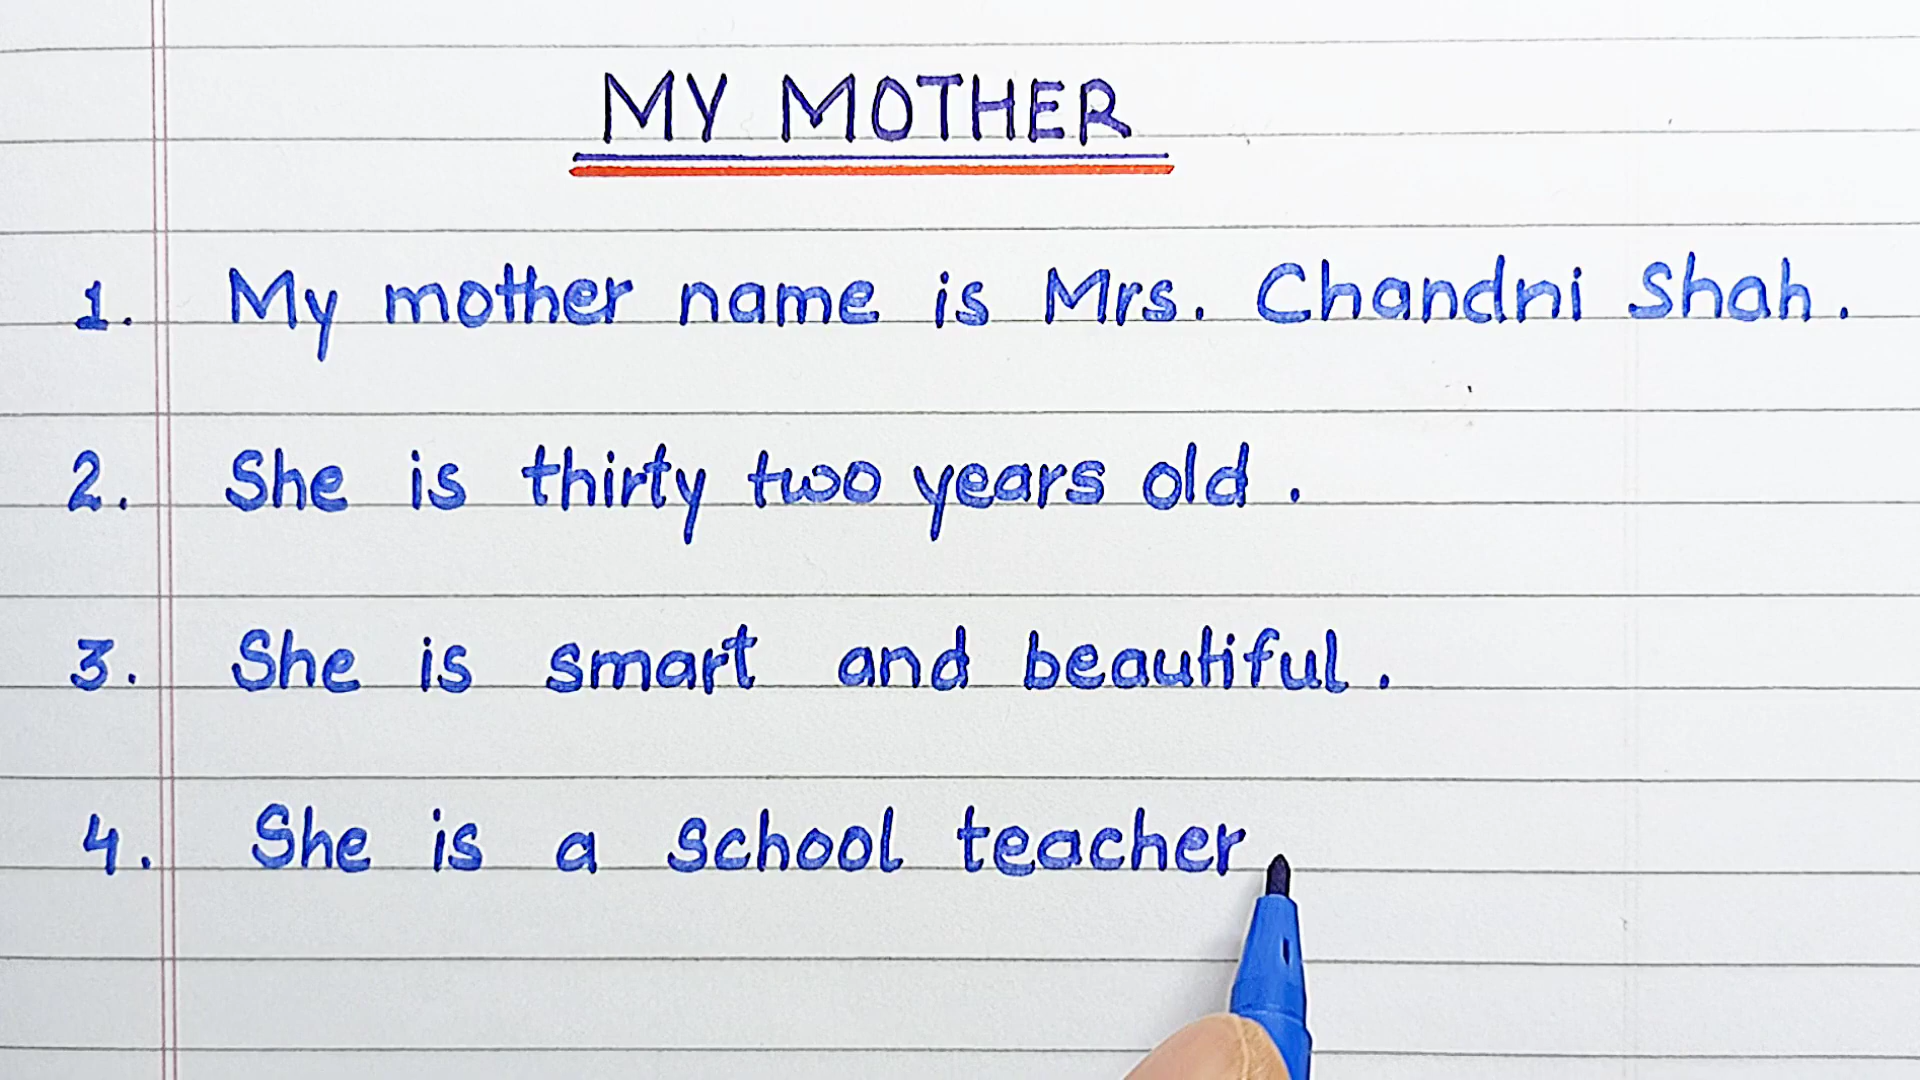 MY MOTHER
1. My mother name is Mrs. Chandni Shah.
2. She is thirty two years old.
3. She is smart and beautiful.
4. She is a school teacher